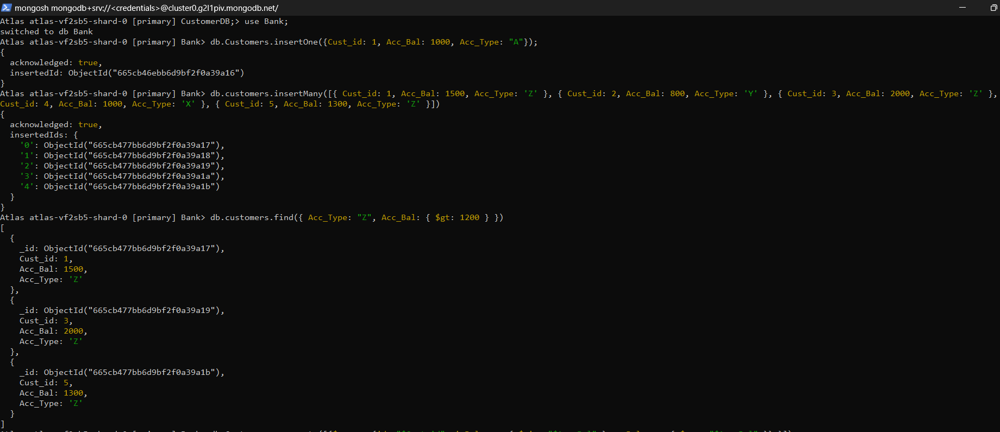 mongosh mongodb+srv://<credentials>@cluster0.g2l1piv.mongodb.net/
Atlas atlas-vf2sb5-shard-0 [primary] CustomerDB;> use Bank;
switched to db Bank
Atlas atlas-vf2sb5-shard-0 [primary] Bank> db.Customers.insertOne({Cust_id: 1, Acc_Bal: 1000, Acc_Type: "A"});
{
  acknowledged: true,
  insertedId: ObjectId("665cb46ebb6d9bf2f0a39a16")
}
Atlas atlas-vf2sb5-shard-0 [primary] Bank> db.customers.insertMany([{ Cust_id: 1, Acc_Bal: 1500, Acc_Type: 'Z' }, { Cust_id: 2, Acc_Bal: 800, Acc_Type: 'Y' }, { Cust_id: 3, Acc_Bal: 2000, Acc_Type: 'Z' },
Cust_id: 4, Acc_Bal: 1000, Acc_Type: 'X' }, { Cust_id: 5, Acc_Bal: 1300, Acc_Type: 'Z' }])
{
  acknowledged: true,
  insertedIds: {
    '0': ObjectId("665cb477bb6d9bf2f0a39a17"),
    '1': ObjectId("665cb477bb6d9bf2f0a39a18"),
    '2': ObjectId("665cb477bb6d9bf2f0a39a19"),
    '3': ObjectId("665cb477bb6d9bf2f0a39a1a"),
    '4': ObjectId("665cb477bb6d9bf2f0a39a1b")
  }
}
Atlas atlas-vf2sb5-shard-0 [primary] Bank> db.customers.find({ Acc_Type: "Z", Acc_Bal: { $gt: 1200 } })
[
  {
    _id: ObjectId("665cb477bb6d9bf2f0a39a17"),
    Cust_id: 1,
    Acc_Bal: 1500,
    Acc_Type: 'Z'
  },
  {
    _id: ObjectId("665cb477bb6d9bf2f0a39a19"),
    Cust_id: 3,
    Acc_Bal: 2000,
    Acc_Type: 'Z'
  },
  {
    _id: ObjectId("665cb477bb6d9bf2f0a39a1b"),
    Cust_id: 5,
    Acc_Bal: 1300,
    Acc_Type: 'Z'
  }
]